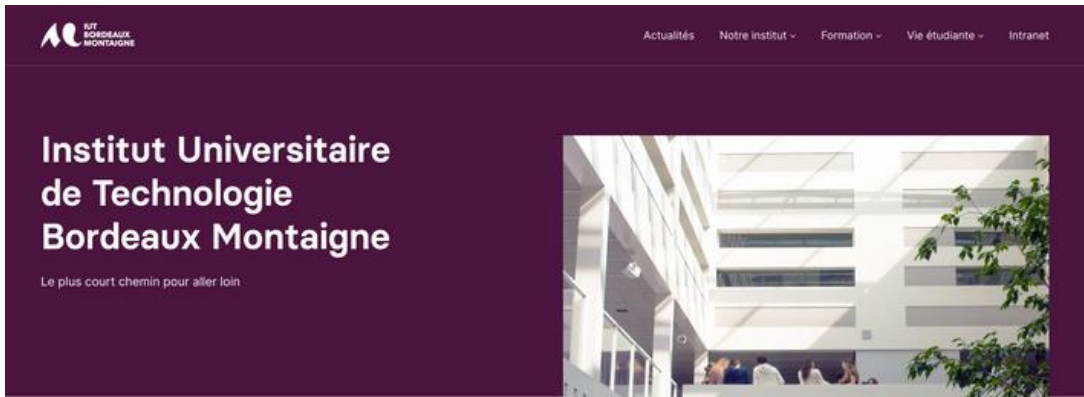 IUT
BORDEAUX
MONTAIGNE
Actualités Notre institut Formation Vie étudiante Intranet
Institut Universitaire
de Technologie
Bordeaux Montaigne
Le plus court chemin pour aller loin